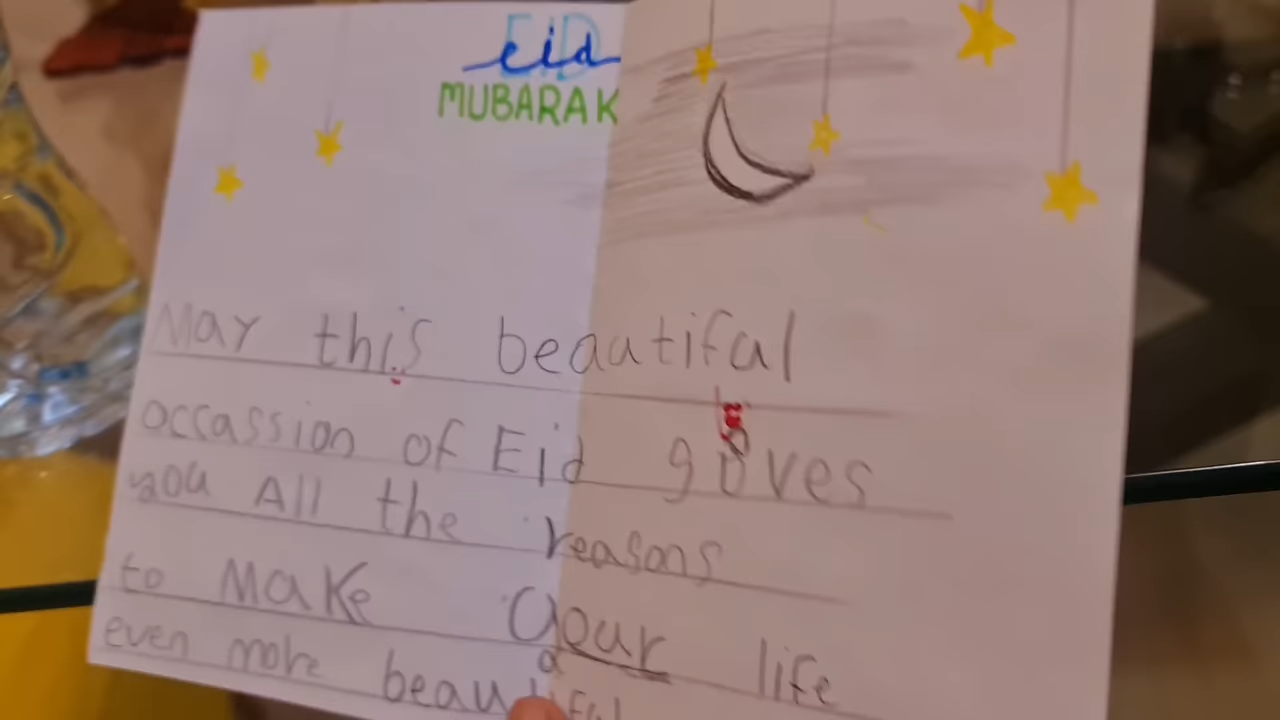 eid
MUBARAK
May this beautiful
occassion of Eid gives
you All the reasons
to Make your life
even more beautiful